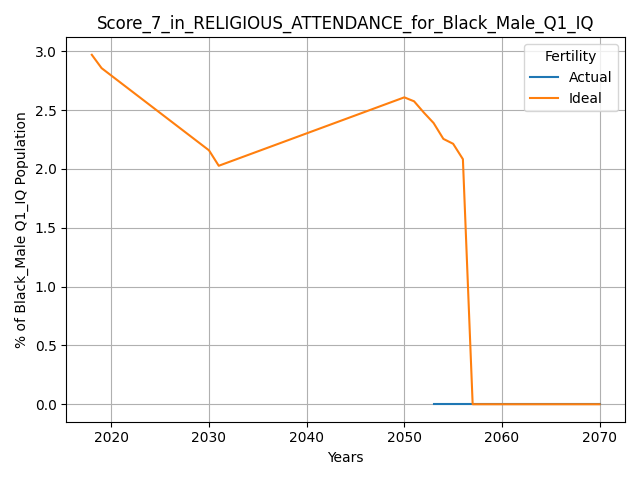 Score_7_in_RELIGIOUS_ATTENDANCE_for_Black_Male_Q1_IQ
Fertility
Actual
Ideal
% of Black_Male Q1_IQ Population
3.0
2.5
2.0
1.5
1.0
0.5
0.0
2020 2030 2040 2050 2060 2070
Years